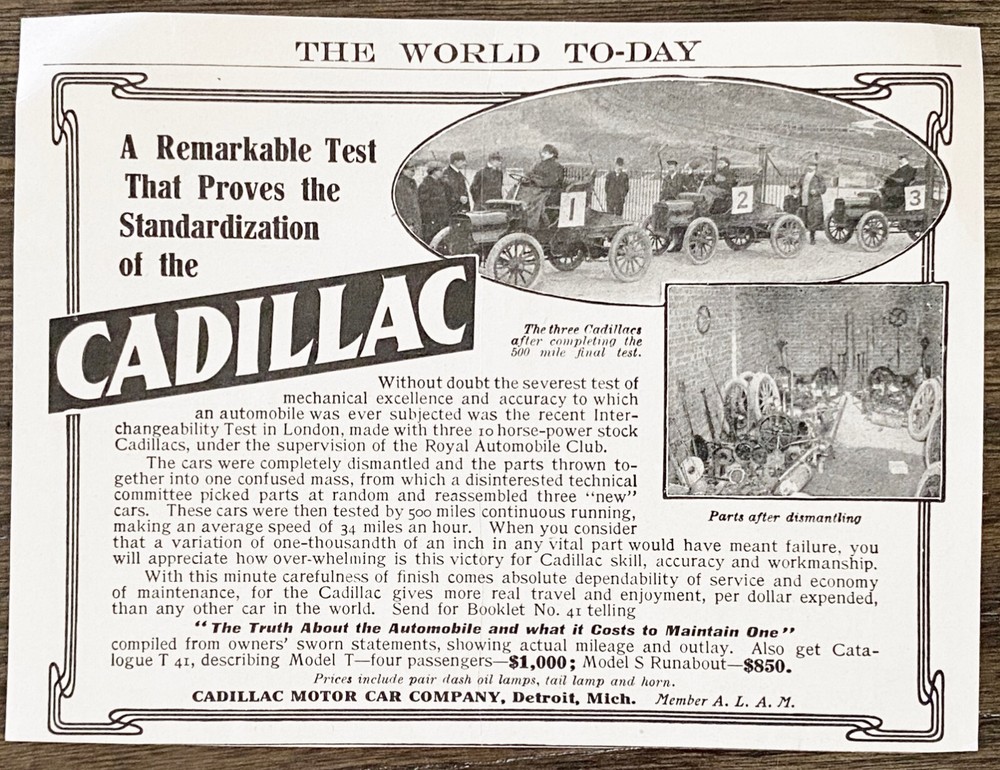 THE WORLD TO-DAY
A Remarkable Test
That Proves the
Standardization
of the
CADILLAC
1
2
3
The three Cadillacs
after completing the
500 mile final test.
Without doubt the severest test of
mechanical excellence and accuracy to which
an automobile was ever subjected was the recent Inter-
changeability Test in London, made with three 10 horse-power stock
Cadillacs, under the supervision of the Royal Automobile Club.
The cars were completely dismantled and the parts thrown to-
gether into one confused mass, from which a disinterested technical
committee picked parts at random and reassembled three "new"
cars. These cars were then tested by 500 miles continuous running,
making an average speed of 34 miles an hour. When you consider
that a variation of one-thousandth of an inch in any vital part would have meant failure, you
will appreciate how over-whelming is this victory for Cadillac skill, accuracy and workmanship.
Parts after dismantling
With this minute carefulness of finish comes absolute dependability of service and economy
of maintenance, for the Cadillac gives more real travel and enjoyment, per dollar expended,
than any other car in the world. Send for Booklet No. 41 telling
"The Truth About the Automobile and what it Costs to Maintain One"
compiled from owners' sworn statements, showing actual mileage and outlay. Also get Cata-
logue T 41, describing Model T—four passengers—$1,000; Model S Runabout—$850.
Prices include pair dash oil lamps, tail lamp and horn.
CADILLAC MOTOR CAR COMPANY, Detroit, Mich. Member A. L. A. M.